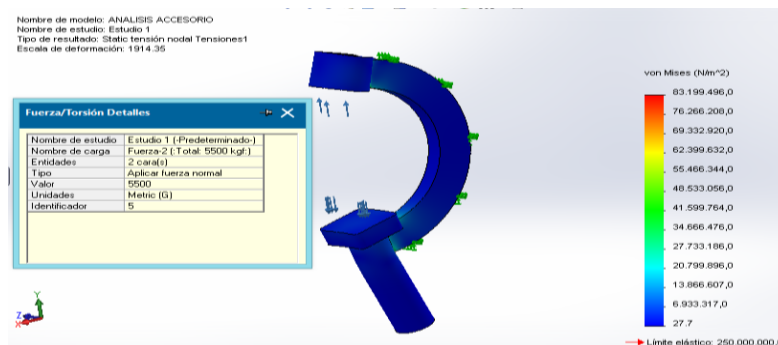 Nombre de modelo: ANALISIS ACCESORIO
Nombre de estudio: Estudio 1
Tipo de resultado: Static tensión nodal Tensiones1
Escala de deformación: 1914.35
Fuerza/Torsión Detalles
Nombre de estudio Estudio 1 (-Predeterminado-)
Nombre de carga Fuerza-2 (:Total: 5500 kgf:)
Entidades 2 cara(s)
Tipo Aplicar fuerza normal
Valor 5500
Unidades Metric (G)
Identificador 5
von Mises (N/m^2)
83.199.496,0
76.266.208,0
69.332.920,0
62.399.632,0
55.466.344,0
48.533.056,0
41.599.764,0
34.666.476,0
27.733.186,0
20.799.896,0
13.866.607,0
6.933.317,0
27.7
Límite elástico: 250.000.000,
Y
Z
X